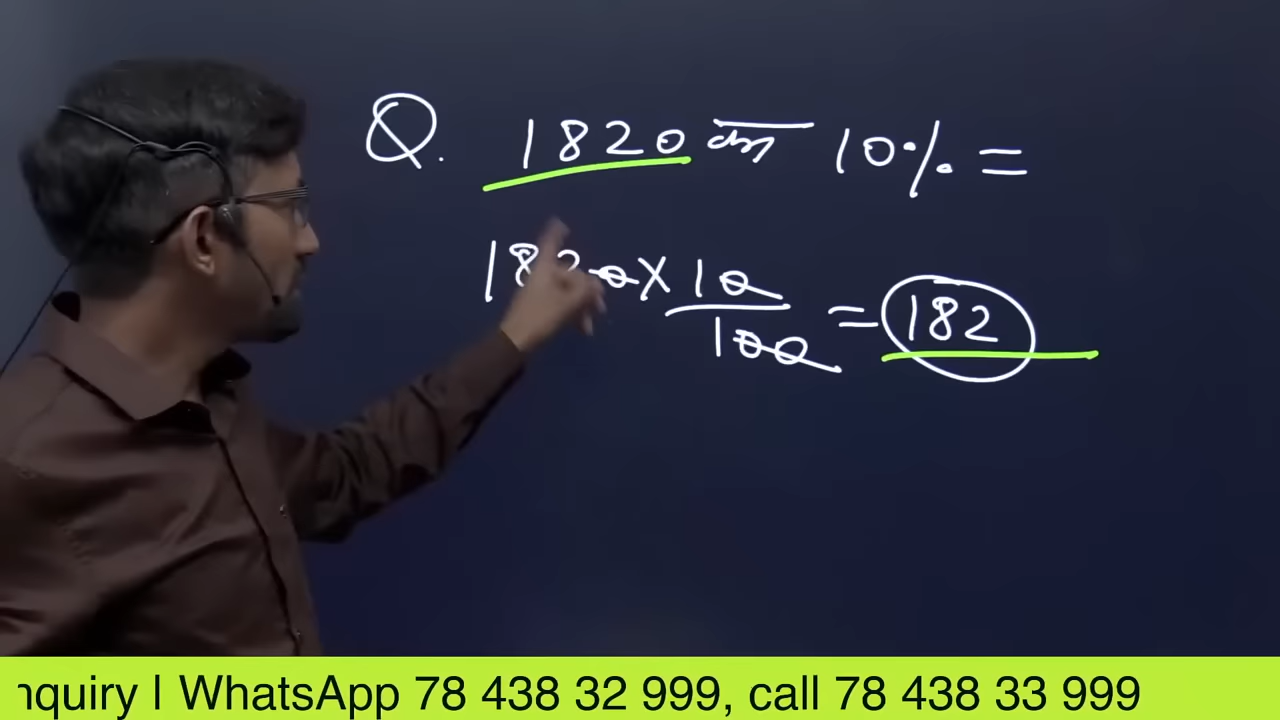 Q. 1820 का 10% =
1820 × 10/100 = 182
nquiry I WhatsApp 78 438 32 999, call 78 438 33 999